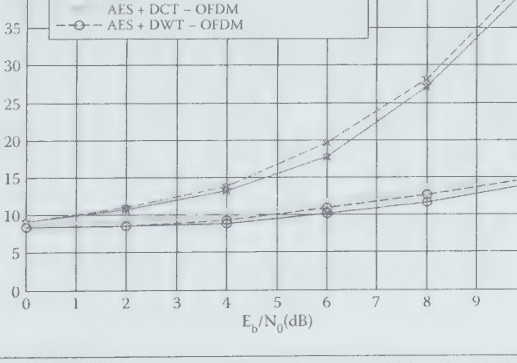 AES + DCT – OFDM
AES + DWT – OFDM
35
30
25
20
15
10
5
0
0 1 2 3 4 5 6 7 8 9
E_b/N_0(dB)